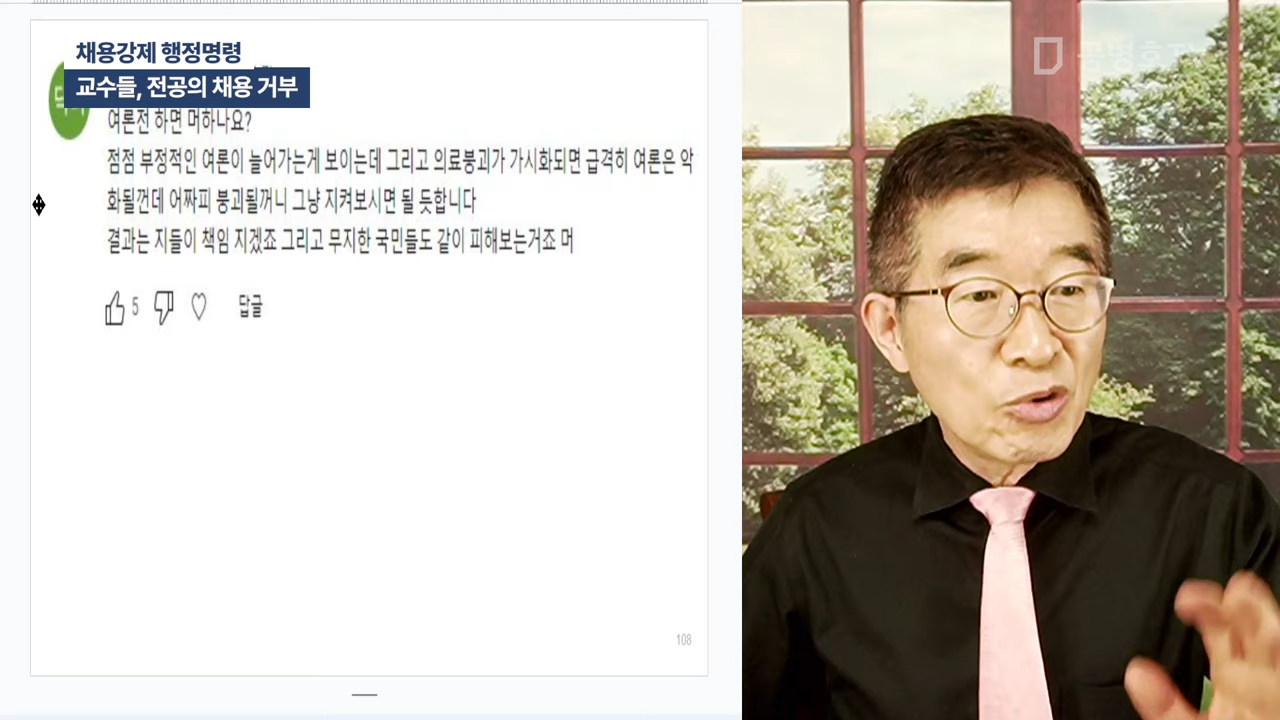 채용강제 행정명령
교수들, 전공의 채용 거부
여론전 하면 머하나요?
점점 부정적인 여론이 늘어가는게 보이는데 그리고 의료붕괴가 가시화되면 급격히 여론은 악
화될껀데 어짜피 붕괴될꺼니 그냥 지켜보시면 될 듯합니다
결과는 지들이 책임 지겠죠 그리고 무지한 국민들도 같이 피해보는거죠 머
5 답글
108